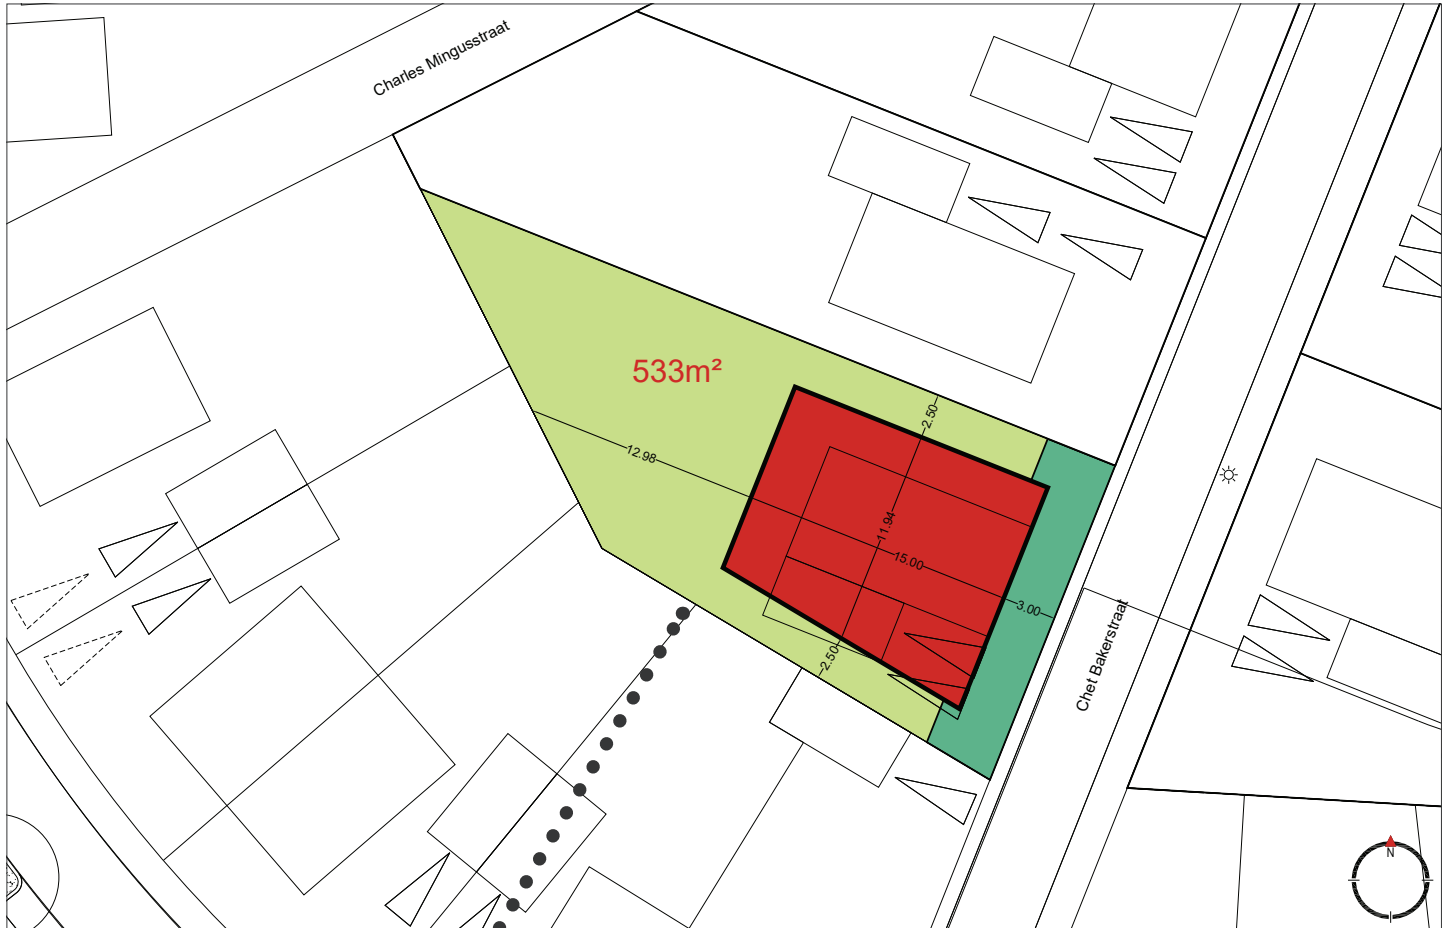 Charles Mingusstraat
533m²
2.50
12.98
11.94
15.00
3.00
2.50
Chet Bakerstraat
N